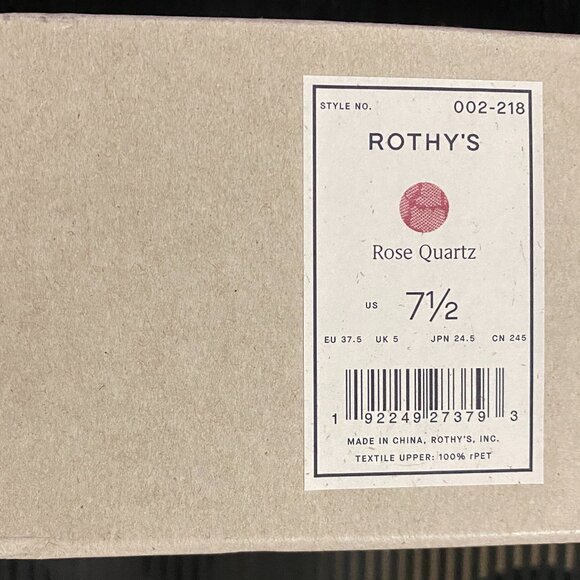 STYLE NO. 002-218
ROTHY'S
Rose Quartz
US 7½
EU 37.5 UK 5 JPN 24.5 CN 245
1 92249 27379 3
MADE IN CHINA, ROTHY'S, INC.
TEXTILE UPPER: 100% rPET